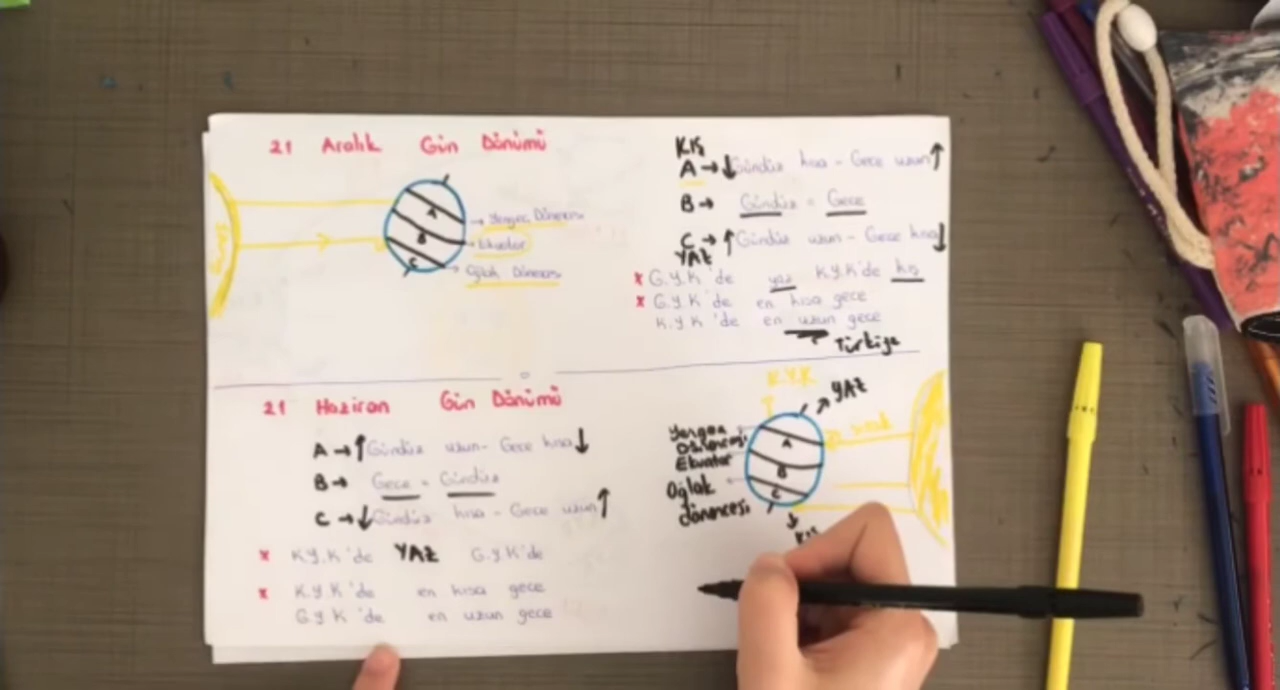 21 Aralık Gün Dönümü
A
B
C
→ Yengeç Dönencesi
→ Ekvator
→ Oğlak Dönencesi
KIŞ
A → ↓ Gündüz kısa - Gece uzun ↑
B → Gündüz = Gece
C → ↑ Gündüz uzun - Gece kısa ↓
YAZ
x G.Y.K'de yaz K.Y.K'de kış
x G.Y.K'de en kısa gece
K.Y.K'de en uzun gece
Türkiye
21 Haziran Gün Dönümü
A → ↑ Gündüz uzun - Gece kısa ↓
B → Gece = Gündüz
C → ↓ Gündüz kısa - Gece uzun ↑
x K.Y.K'de YAZ G.Y.K'de
x K.Y.K'de en kısa gece
G.Y.K'de en uzun gece
K.Y.K
YAZ
Yengeç
Dönencesi
Ekvator
Oğlak
dönencesi
A
B
C